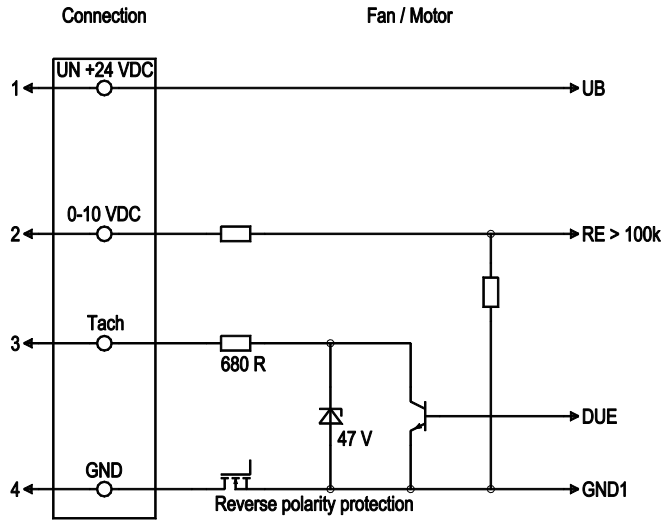 Connection Fan / Motor
UN +24 VDC
1 UB
0-10 VDC
2 RE > 100k
Tach
3
680 R
DUE
47 V
GND
4 GND1
Reverse polarity protection